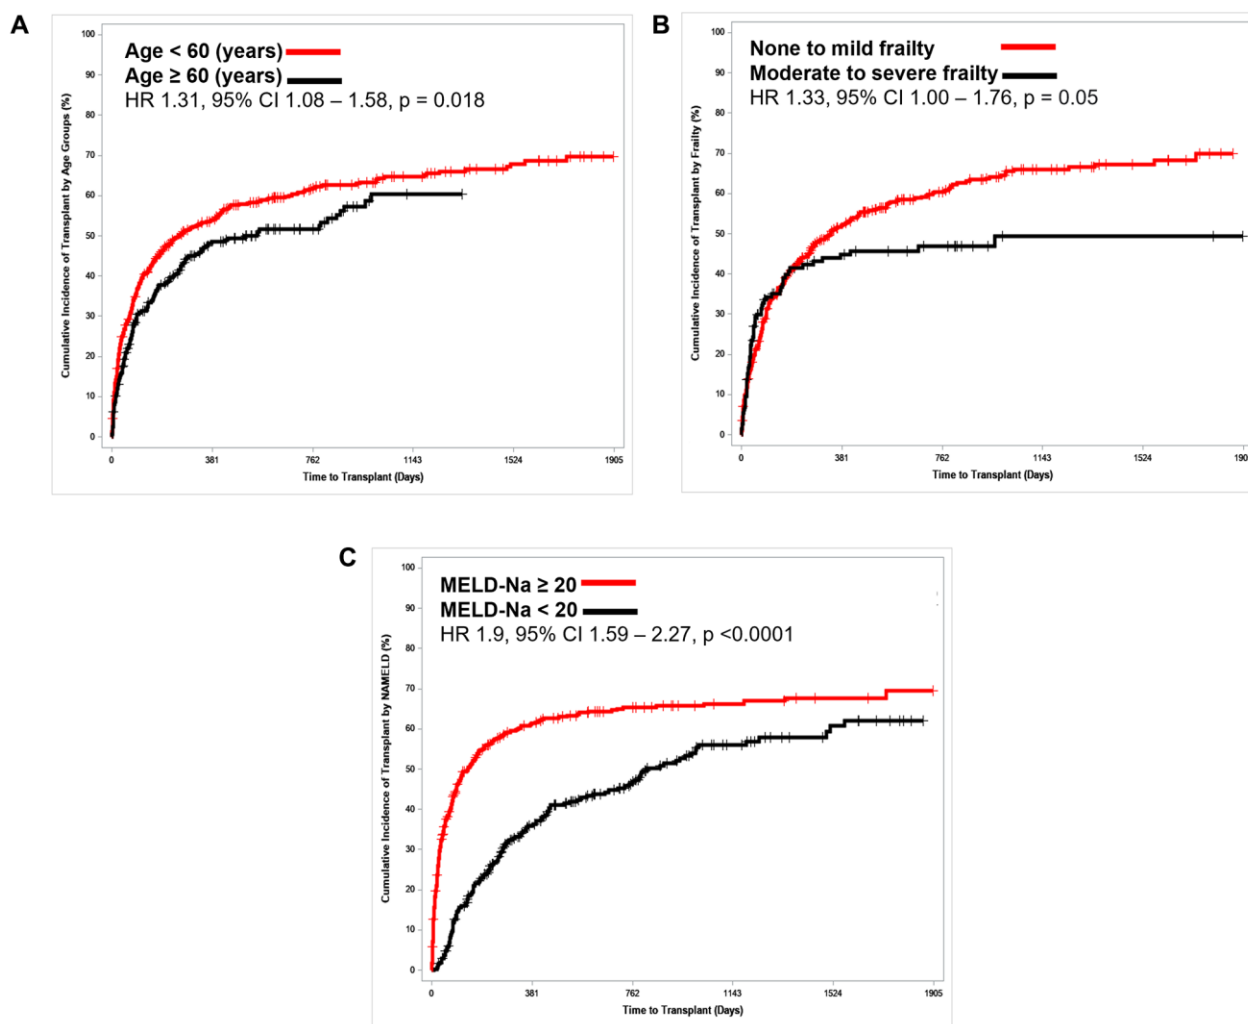 A
Age < 60 (years)
Age ≥ 60 (years)
HR 1.31, 95% CI 1.08 – 1.58, p = 0.018
Cumulative Incidence of Transplant by Age Groups (%)
100
90
80
70
60
50
40
30
20
10
0
0 381 762 1143 1524 1905
Time to Transplant (Days)
B
None to mild frailty
Moderate to severe frailty
HR 1.33, 95% CI 1.00 – 1.76, p = 0.05
Cumulative Incidence of Transplant by Frailty (%)
100
90
80
70
60
50
40
30
20
10
0
0 381 762 1143 1524 190
Time to Transplant (Days)
C
MELD-Na ≥ 20
MELD-Na < 20
HR 1.9, 95% CI 1.59 – 2.27, p <0.0001
Cumulative Incidence of Transplant by NAMELD (%)
100
90
80
70
60
50
40
30
20
10
0
0 381 762 1143 1524 1905
Time to Transplant (Days)